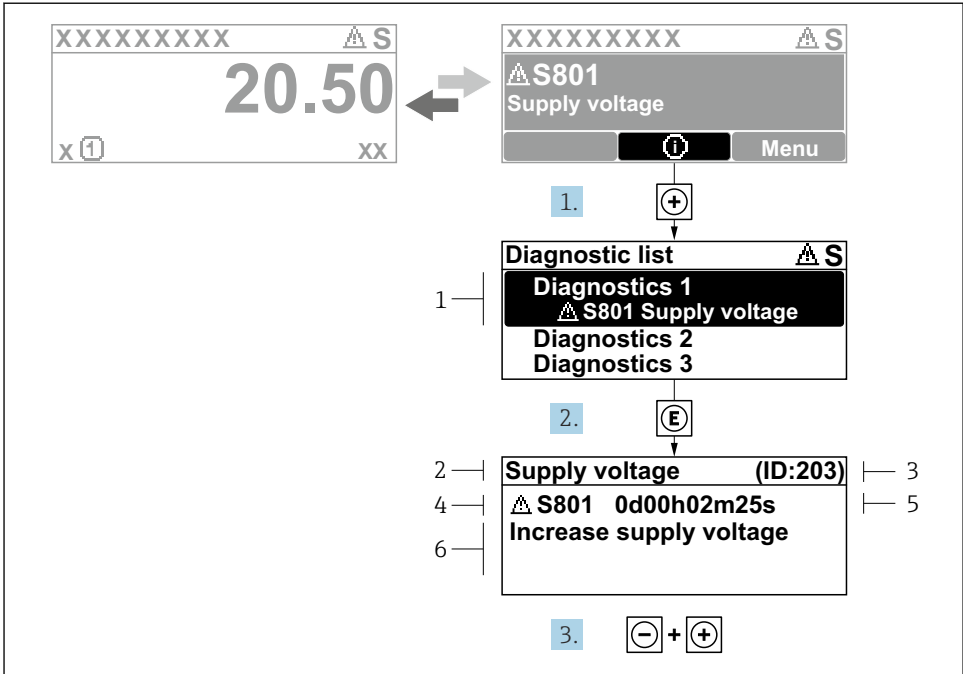 XXXXXXXXX ⚠ S
20.50
x 1 XX
XXXXXXXXX ⚠ S
⚠ S801
Supply voltage
i Menu
1. +
Diagnostic list ⚠ S
1
Diagnostics 1
⚠ S801 Supply voltage
Diagnostics 2
Diagnostics 3
2. E
2 Supply voltage (ID:203) 3
4 ⚠ S801 0d00h02m25s 5
6 Increase supply voltage
3. - + +